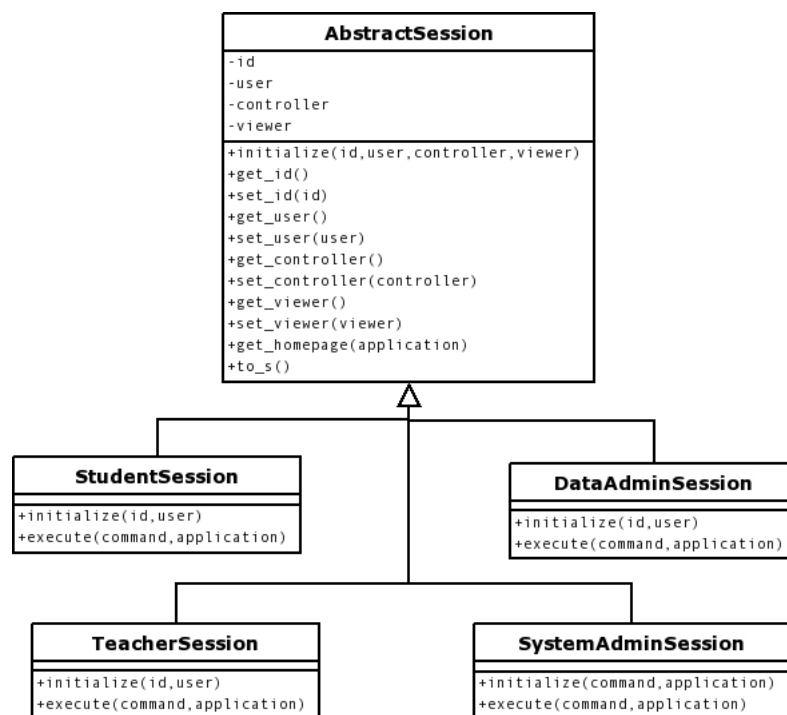 AbstractSession
-id
-user
-controller
-viewer
+initialize(id,user,controller,viewer)
+get_id()
+set_id(id)
+get_user()
+set_user(user)
+get_controller()
+set_controller(controller)
+get_viewer()
+set_viewer(viewer)
+get_homepage(application)
+to_s()
StudentSession
+initialize(id,user)
+execute(command,application)
DataAdminSession
+initialize(id,user)
+execute(command,application)
TeacherSession
+initialize(id,user)
+execute(command,application)
SystemAdminSession
+initialize(command,application)
+execute(command,application)